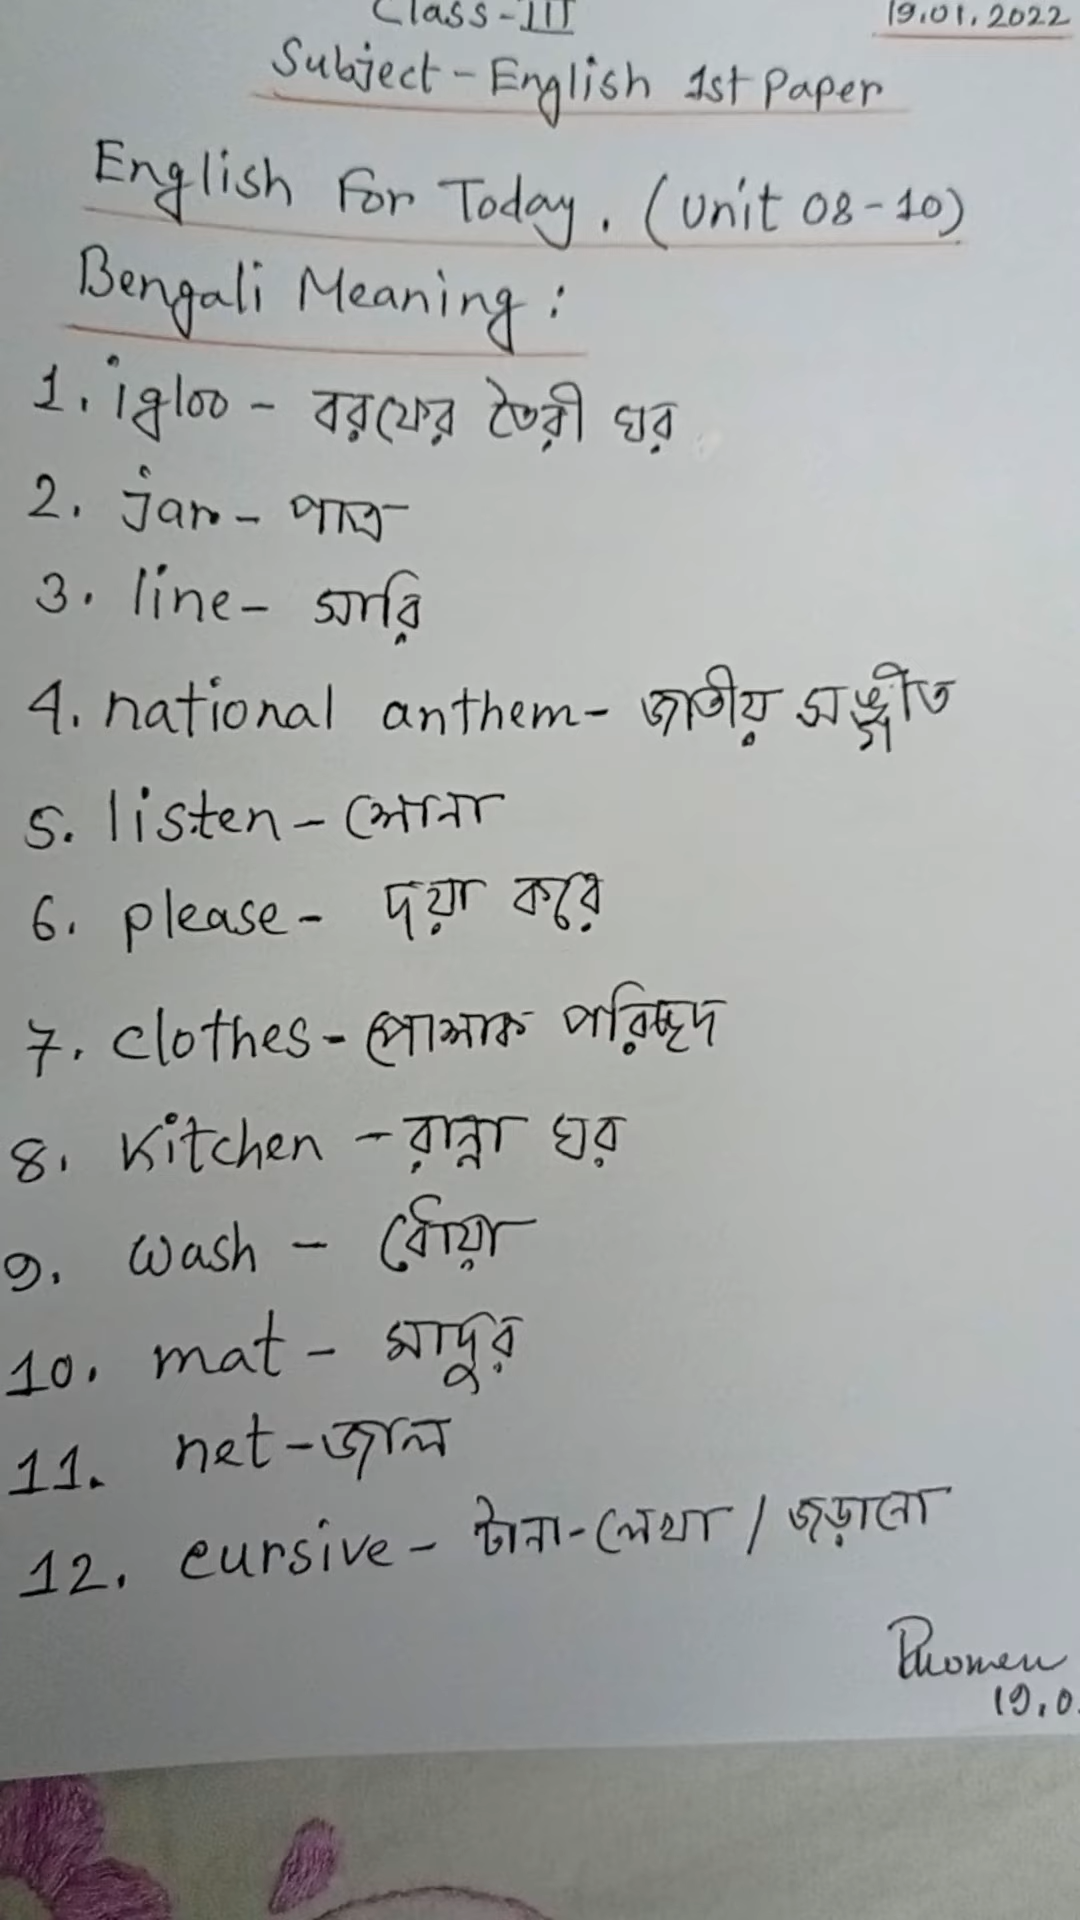 Class-III
19.01.2022
Subject-English 1st Paper
English For Today. (Unit 08-10)
Bengali Meaning:
1. igloo - বরফের তৈরী ঘর
2. jar - পাত্র
3. line - সারি
4. national anthem - জাতীয় সঙ্গীত
5. listen - শোনা
6. please - দয়া করে
7. clothes - পোশাক পরিচ্ছদ
8. Kitchen - রান্না ঘর
9. wash - ধোঁয়া
10. mat - মাদুর
11. net - জাল
12. cursive - টানা-লেখা / জড়ানো
19.0